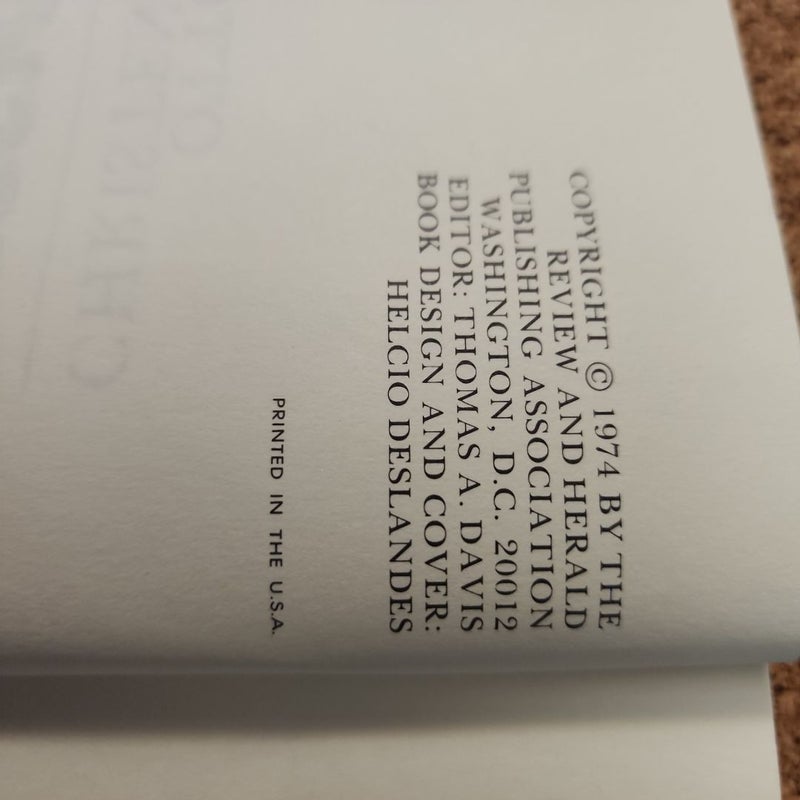 COPYRIGHT © 1974 BY THE
REVIEW AND HERALD
PUBLISHING ASSOCIATION
WASHINGTON, D.C. 20012
EDITOR: THOMAS A. DAVIS
BOOK DESIGN AND COVER:
HELCIO DESLANDES
PRINTED IN THE U.S.A.